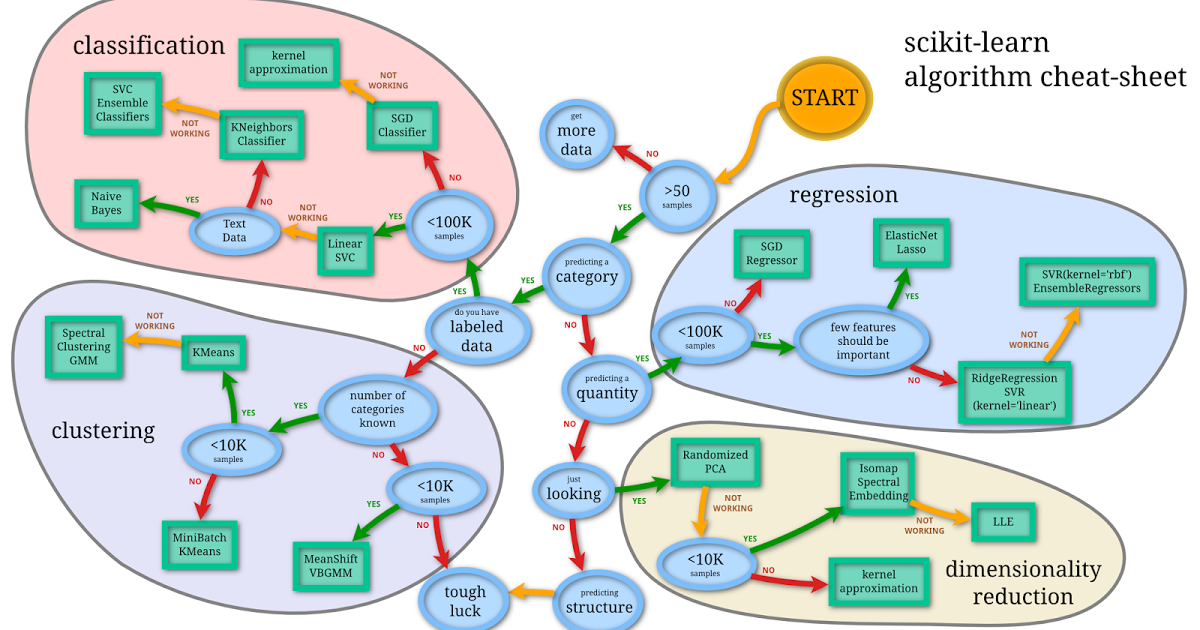 scikit-learn
algorithm cheat-sheet
START
classification
kernel
approximation
NOT
WORKING
SVC
Ensemble
Classifiers
NOT
WORKING
KNeighbors
Classifier
SGD
Classifier
NO
Naive
Bayes
YES
Text
Data
NO
NOT
WORKING
Linear
SVC
YES
<100K
samples
YES
get
more
data
NO
>50
samples
YES
predicting a
category
YES
NO
do you have
labeled
data
NO
predicting a
quantity
YES
NO
just
looking
YES
NO
predicting
structure
tough
luck
regression
SGD
Regressor
NO
<100K
samples
YES
ElasticNet
Lasso
YES
few features
should be
important
NO
SVR(kernel='rbf')
EnsembleRegressors
NOT
WORKING
RidgeRegression
SVR
(kernel='linear')
clustering
Spectral
Clustering
GMM
NOT
WORKING
KMeans
YES
<10K
samples
NO
MiniBatch
KMeans
YES
number of
categories
known
NO
<10K
samples
YES
NO
MeanShift
VBGMM
dimensionality
reduction
Randomized
PCA
NOT
WORKING
<10K
samples
YES
NO
Isomap
Spectral
Embedding
NOT
WORKING
LLE
kernel
approximation